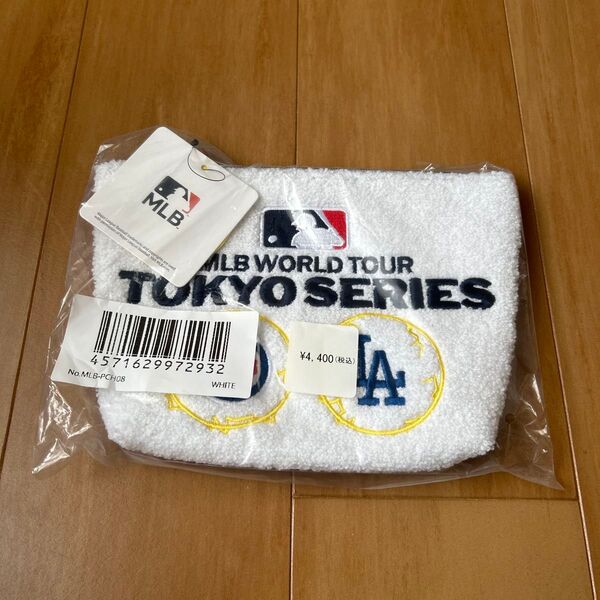 MLB
MLB WORLD TOUR
TOKYO SERIES
4571629972932
No.MLB-PCH08
WHITE
¥4,400(税込)
LA